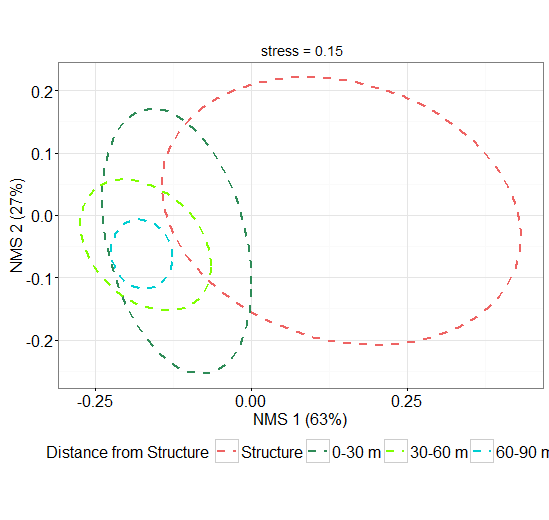 stress = 0.15
0.2
0.1
0.0
-0.1
-0.2
NMS 2 (27%)
-0.25 0.00 0.25
NMS 1 (63%)
Distance from Structure Structure 0-30 m 30-60 m 60-90 m